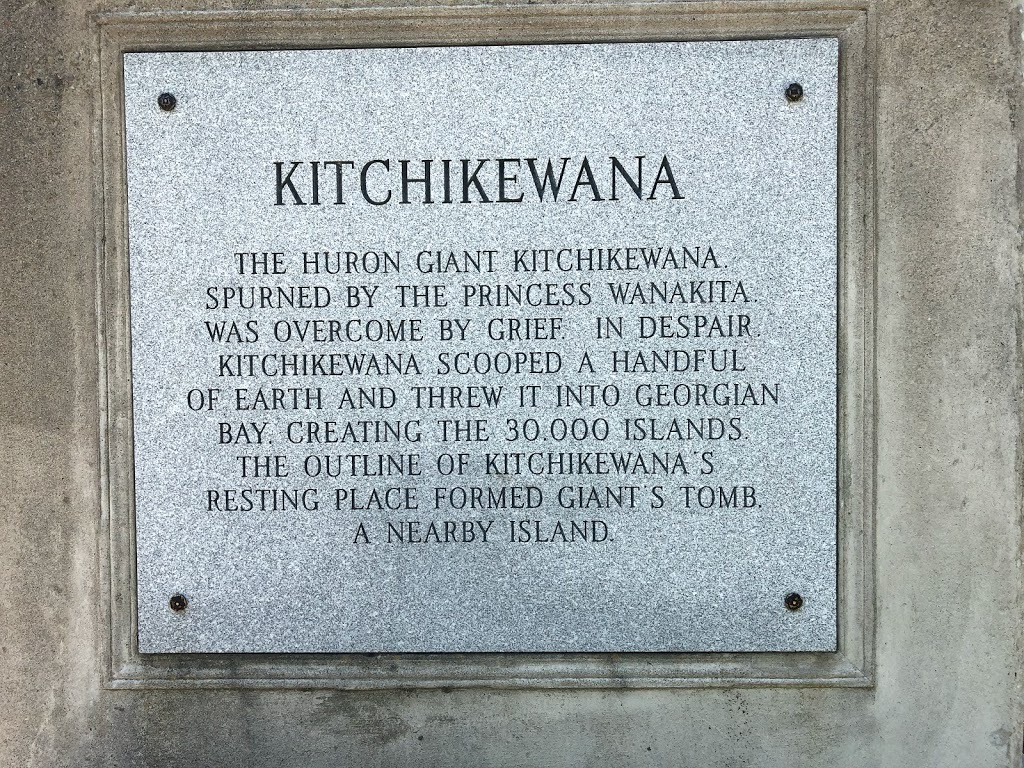 KITCHIKEWANA
THE HURON GIANT KITCHIKEWANA.
SPURNED BY THE PRINCESS WANAKITA.
WAS OVERCOME BY GRIEF. IN DESPAIR.
KITCHIKEWANA SCOOPED A HANDFUL
OF EARTH AND THREW IT INTO GEORGIAN
BAY. CREATING THE 30.000 ISLANDS.
THE OUTLINE OF KITCHIKEWANA'S
RESTING PLACE FORMED GIANT'S TOMB.
A NEARBY ISLAND.